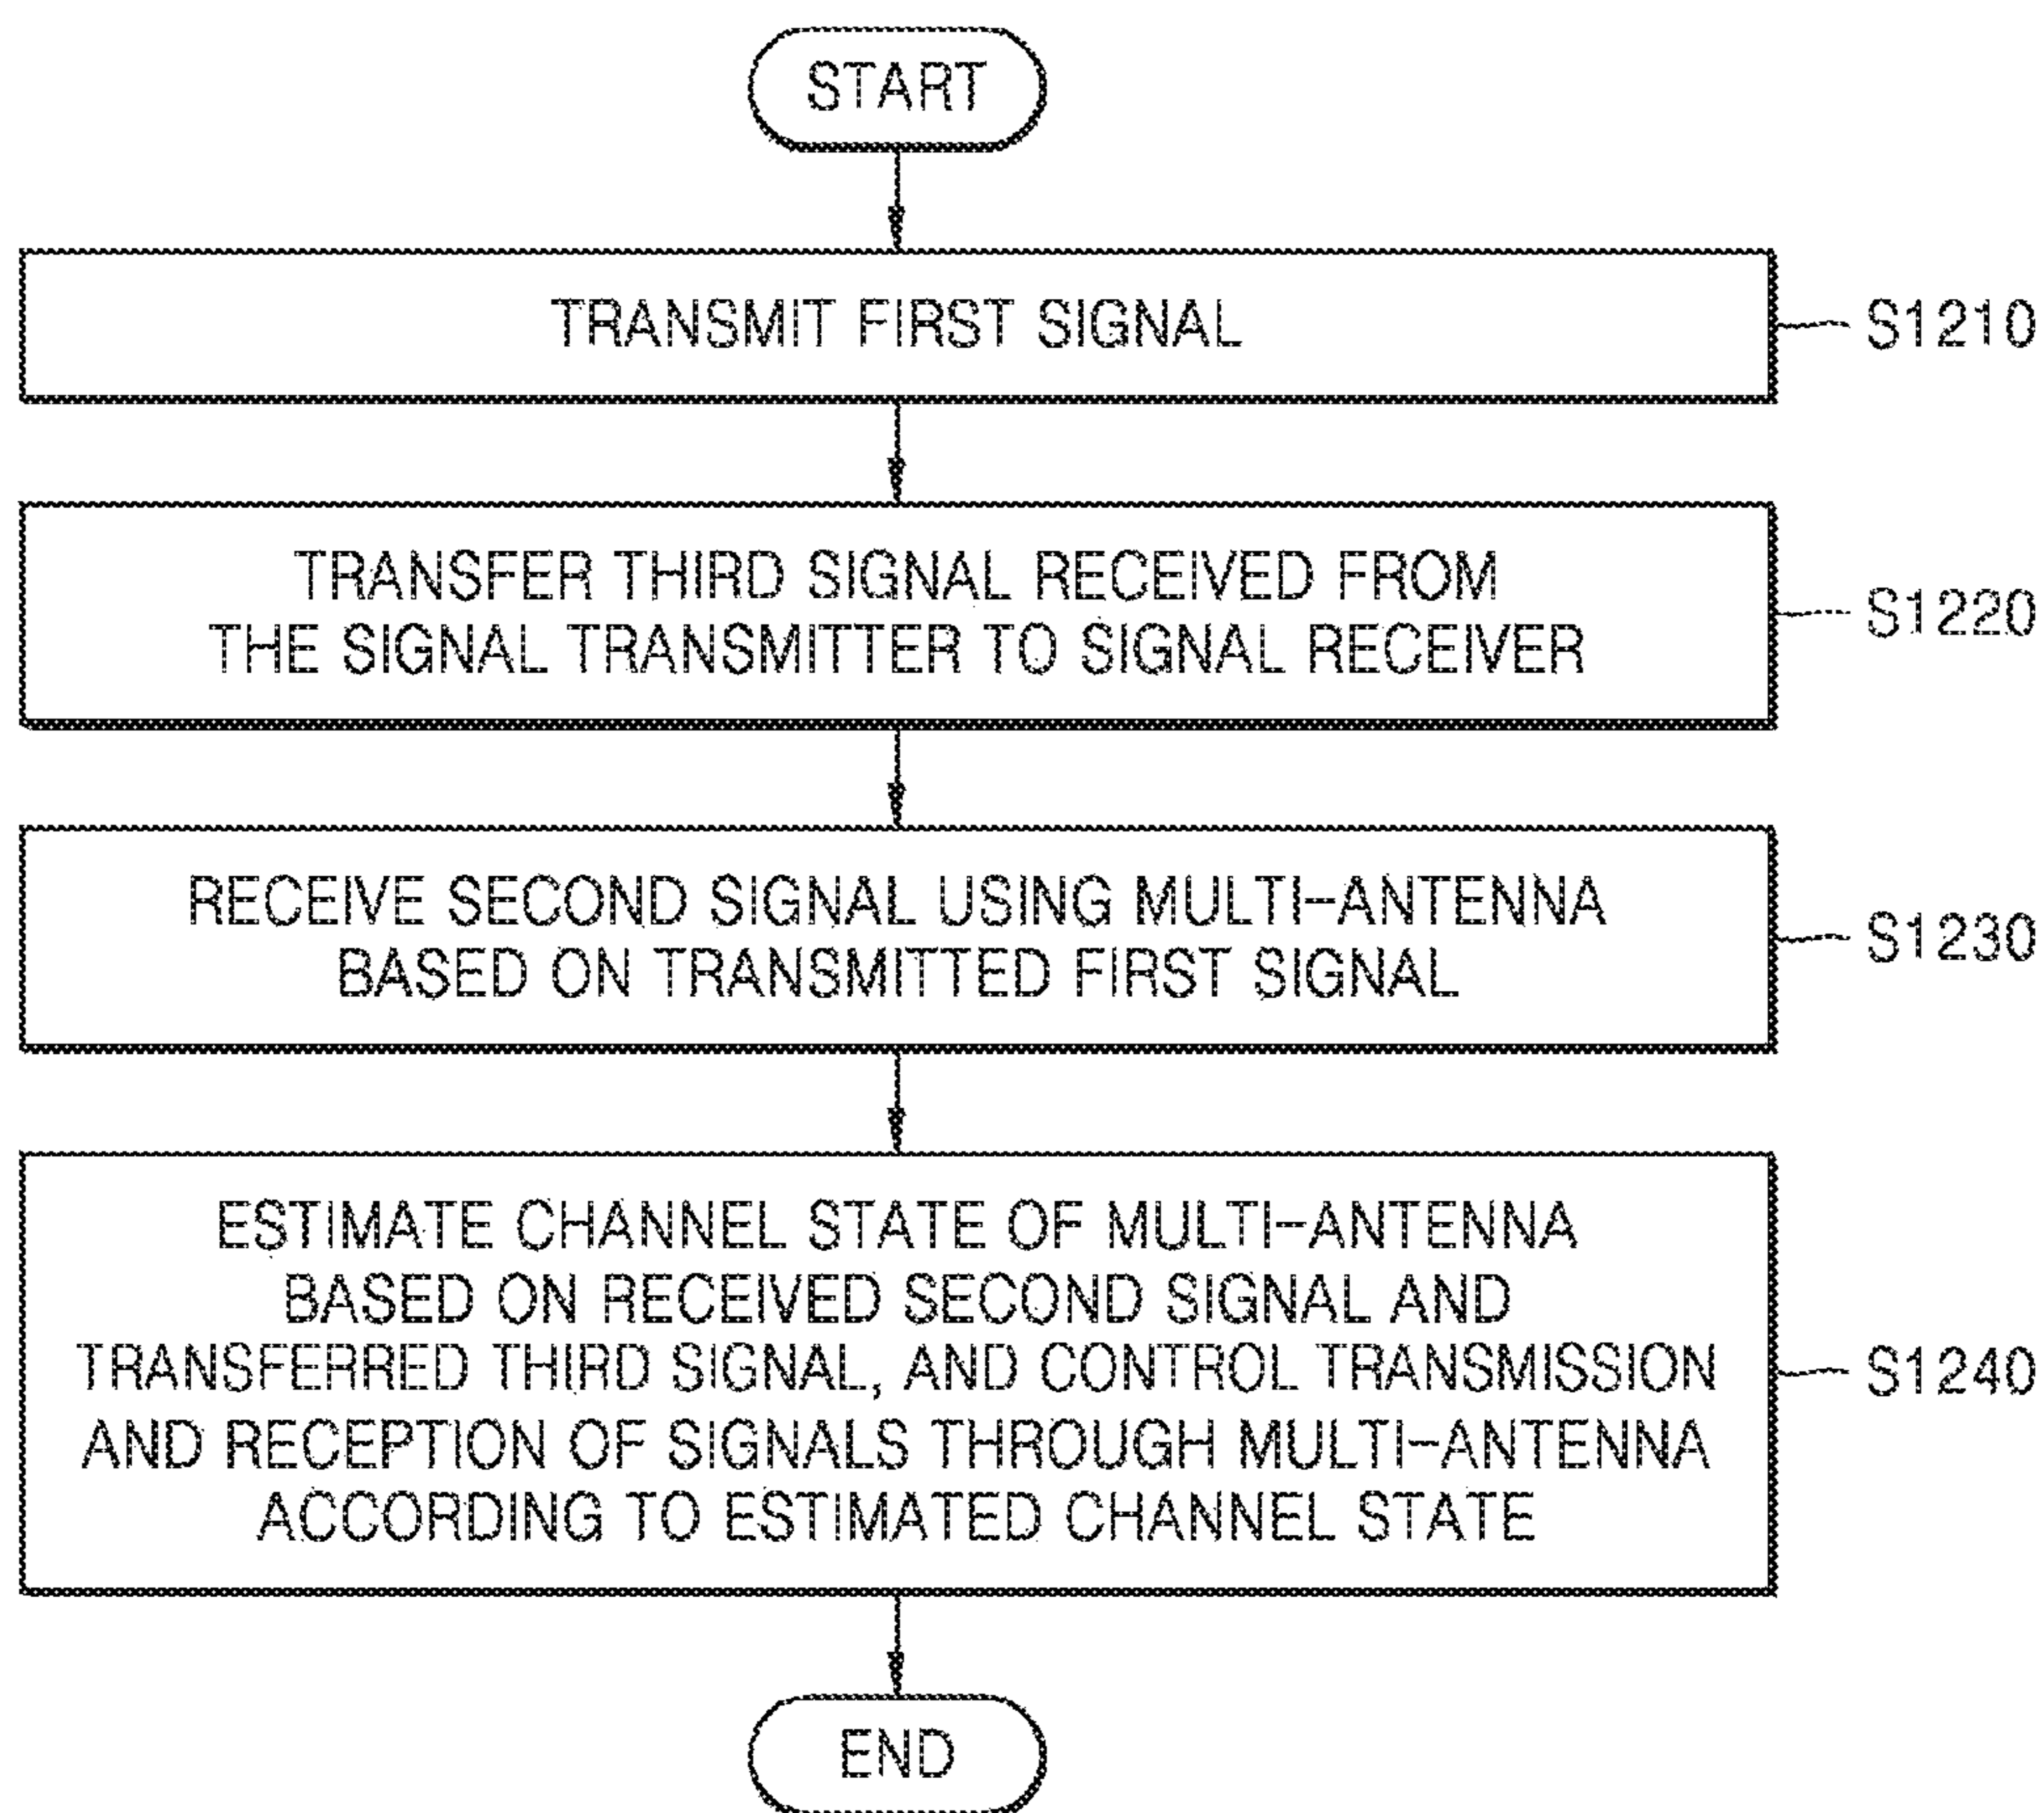 START
TRANSMIT FIRST SIGNAL
S1210
TRANSFER THIRD SIGNAL RECEIVED FROM
THE SIGNAL TRANSMITTER TO SIGNAL RECEIVER
S1220
RECEIVE SECOND SIGNAL USING MULTI-ANTENNA
BASED ON TRANSMITTED FIRST SIGNAL
S1230
ESTIMATE CHANNEL STATE OF MULTI-ANTENNA
BASED ON RECEIVED SECOND SIGNAL AND
TRANSFERRED THIRD SIGNAL, AND CONTROL TRANSMISSION
AND RECEPTION OF SIGNALS THROUGH MULTI-ANTENNA
ACCORDING TO ESTIMATED CHANNEL STATE
S1240
END